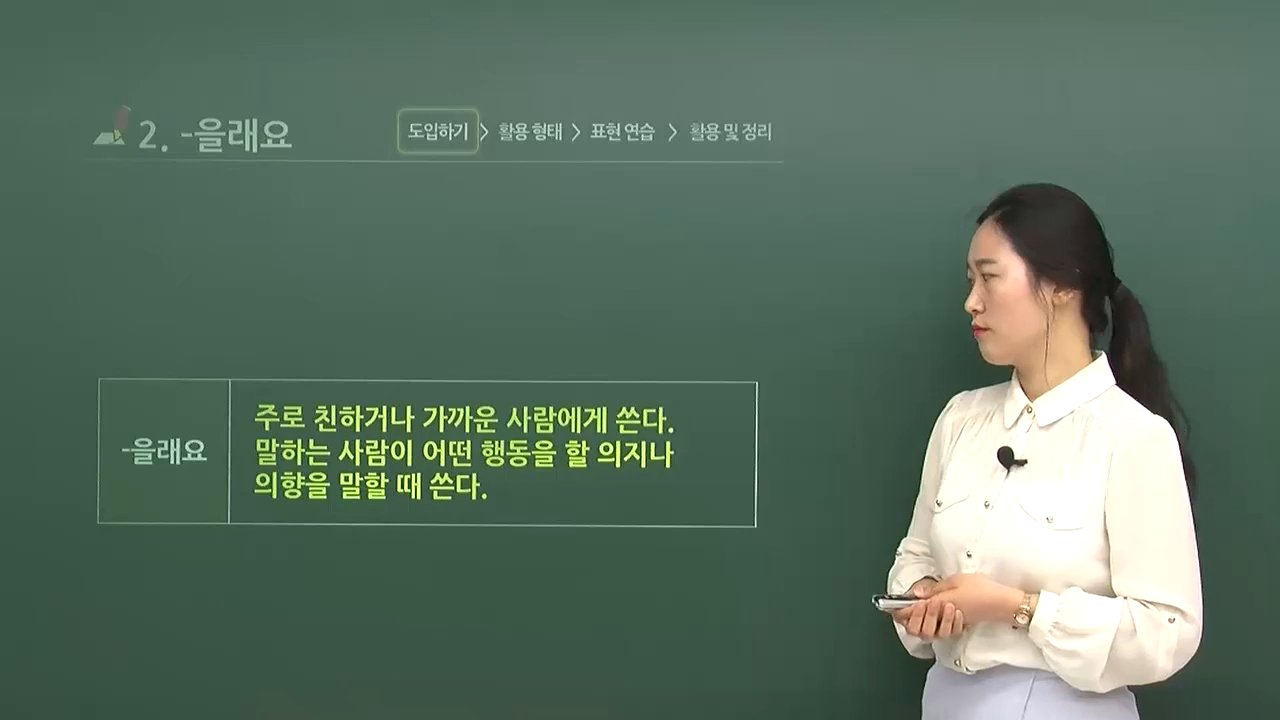 2. -을래요
도입하기 > 활용 형태 > 표현 연습 > 활용 및 정리
-을래요
주로 친하거나 가까운 사람에게 쓴다.
말하는 사람이 어떤 행동을 할 의지나
의향을 말할 때 쓴다.